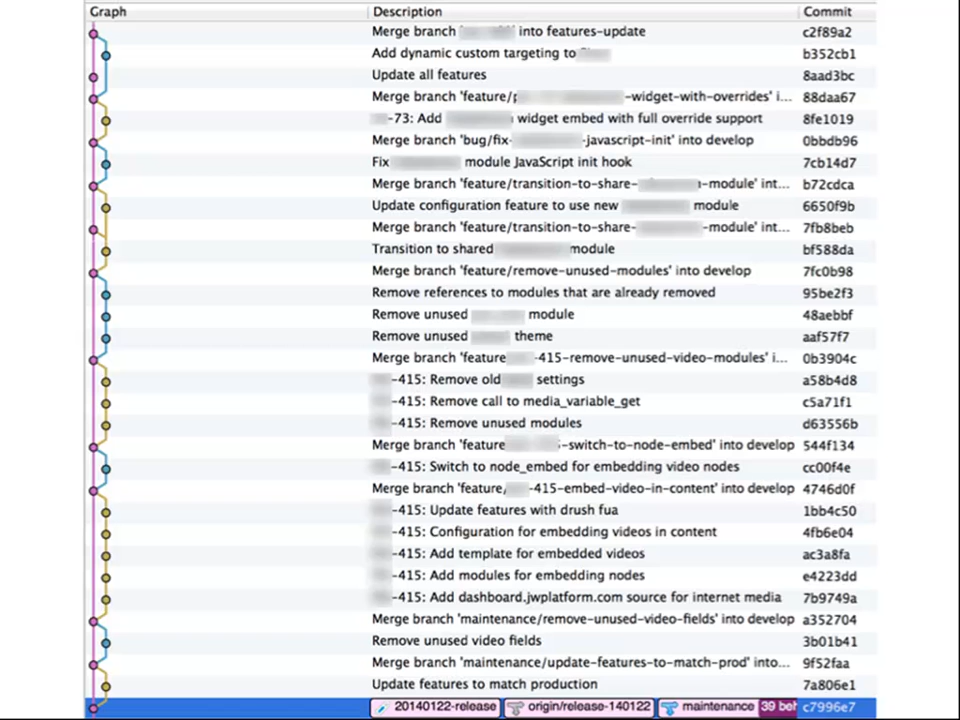 Graph Description Commit
Merge branch into features-update c2f89a2
Add dynamic custom targeting to b352cb1
Update all features 8aad3bc
Merge branch 'feature/p -widget-with-overrides' i... 88daa67
-73: Add widget embed with full override support 8fe1019
Merge branch 'bug/fix- -javascript-init' into develop 0bbdb96
Fix module JavaScript init hook 7cb14d7
Merge branch 'feature/transition-to-share- -module' int... b72cdca
Update configuration feature to use new module 6650f9b
Merge branch 'feature/transition-to-share- -module' int... 7fb8beb
Transition to shared module bf588da
Merge branch 'feature/remove-unused-modules' into develop 7fc0b98
Remove references to modules that are already removed 95be2f3
Remove unused module 48aebbf
Remove unused theme aaf57f7
Merge branch 'feature -415-remove-unused-video-modules' i... 0b3904c
-415: Remove old settings a58b4d8
-415: Remove call to media_variable_get c5a71f1
-415: Remove unused modules d63556b
Merge branch 'feature -switch-to-node-embed' into develop 544f134
-415: Switch to node_embed for embedding video nodes cc00f4e
Merge branch 'feature/ -415-embed-video-in-content' into develop 4746d0f
-415: Update features with drush fua 1bb4c50
-415: Configuration for embedding videos in content 4fb6e04
-415: Add template for embedded videos ac3a8fa
-415: Add modules for embedding nodes e4223dd
-415: Add dashboard.jwplatform.com source for internet media 7b9749a
Merge branch 'maintenance/remove-unused-video-fields' into develop a352704
Remove unused video fields 3b01b41
Merge branch 'maintenance/update-features-to-match-prod' into... 9f52faa
Update features to match production 7a806e1
20140122-release origin/release-140122 maintenance 39 beh c7996e7